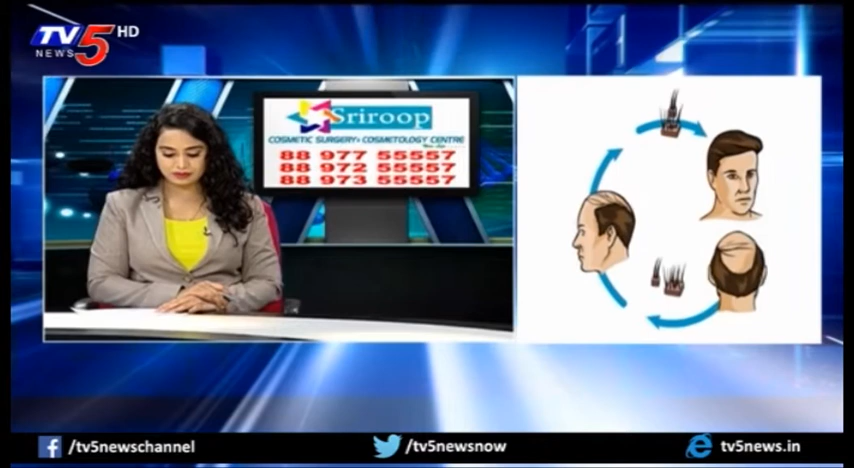 TV5 HD
NEWS
Sriroop
COSMETIC SURGERY & COSMETOLOGY CENTRE
88 977 55557
88 972 55557
88 973 55557
/tv5newschannel
/tv5newsnow
tv5news.in